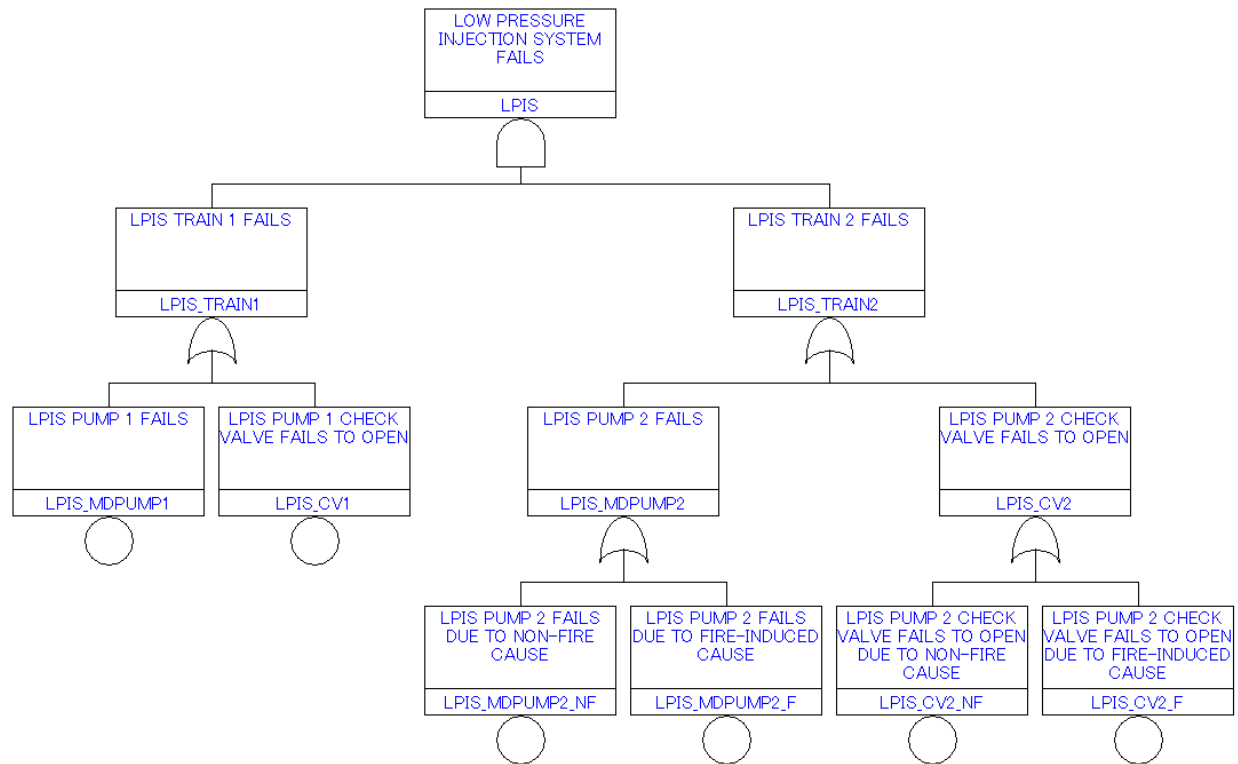 LOW PRESSURE
INJECTION SYSTEM
FAILS
LPIS
LPIS TRAIN 1 FAILS
LPIS_TRAIN1
LPIS TRAIN 2 FAILS
LPIS_TRAIN2
LPIS PUMP 1 FAILS
LPIS_MDPUMP1
LPIS PUMP 1 CHECK
VALVE FAILS TO OPEN
LPIS_CV1
LPIS PUMP 2 FAILS
LPIS_MDPUMP2
LPIS PUMP 2 CHECK
VALVE FAILS TO OPEN
LPIS_CV2
LPIS PUMP 2 FAILS
DUE TO NON-FIRE
CAUSE
LPIS_MDPUMP2_NF
LPIS PUMP 2 FAILS
DUE TO FIRE-INDUCED
CAUSE
LPIS_MDPUMP2_F
LPIS PUMP 2 CHECK
VALVE FAILS TO OPEN
DUE TO NON-FIRE
CAUSE
LPIS_CV2_NF
LPIS PUMP 2 CHECK
VALVE FAILS TO OPEN
DUE TO FIRE-INDUCED
CAUSE
LPIS_CV2_F